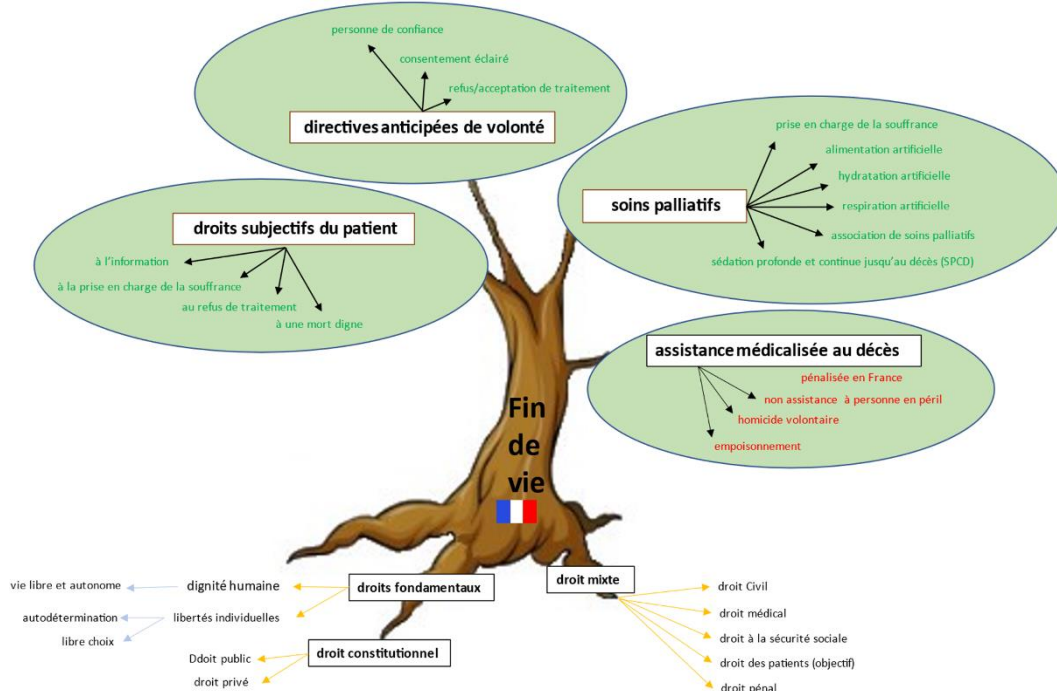 personne de confiance
consentement éclairé
refus/acceptation de traitement
directives anticipées de volonté
prise en charge de la souffrance
alimentation artificielle
hydratation artificielle
soins palliatifs
respiration artificielle
association de soins palliatifs
sédation profonde et continue jusqu'au décès (SPCD)
droits subjectifs du patient
à l'information
à la prise en charge de la souffrance
au refus de traitement
à une mort digne
assistance médicalisée au décès
pénalisée en France
non assistance à personne en péril
homicide volontaire
empoisonnement
Fin
de
vie
vie libre et autonome
dignité humaine
droits fondamentaux
autodétermination
libertés individuelles
libre choix
droit constitutionnel
Ddoit public
droit privé
droit mixte
droit Civil
droit médical
droit à la sécurité sociale
droit des patients (objectif)
droit pénal